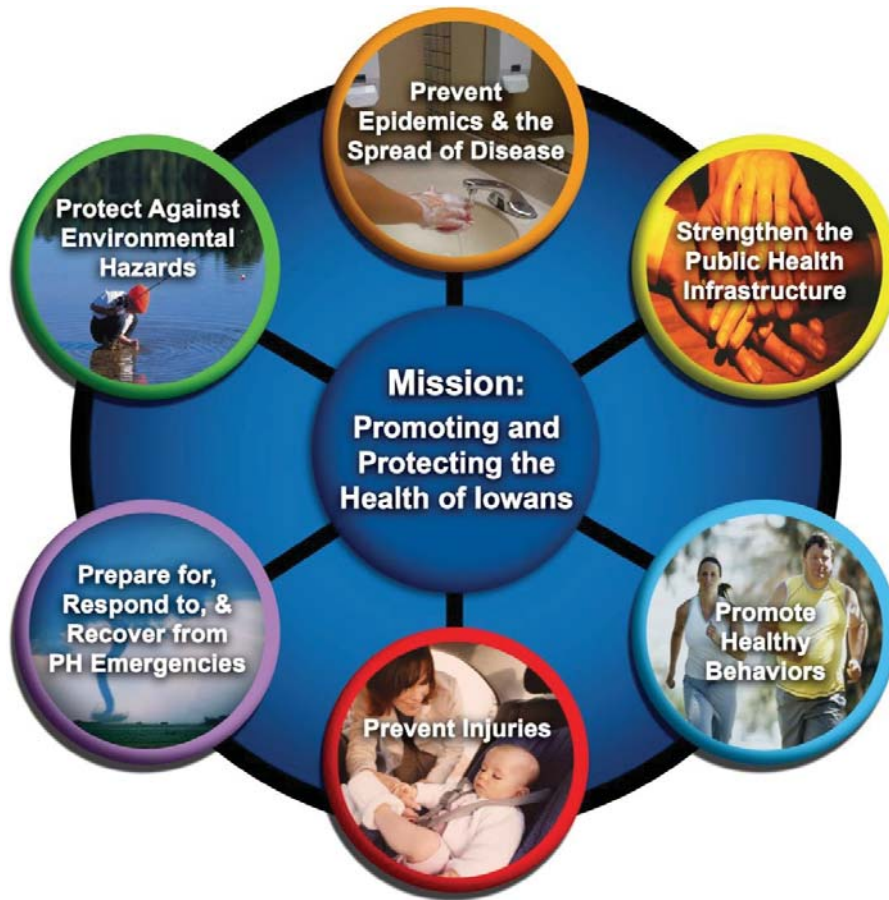 Prevent
Epidemics & the
Spread of Disease
Protect Against
Environmental
Hazards
Strengthen the
Public Health
Infrastructure
Mission:
Promoting and
Protecting the
Health of Iowans
Prepare for,
Respond to, &
Recover from
PH Emergencies
Promote
Healthy
Behaviors
Prevent Injuries